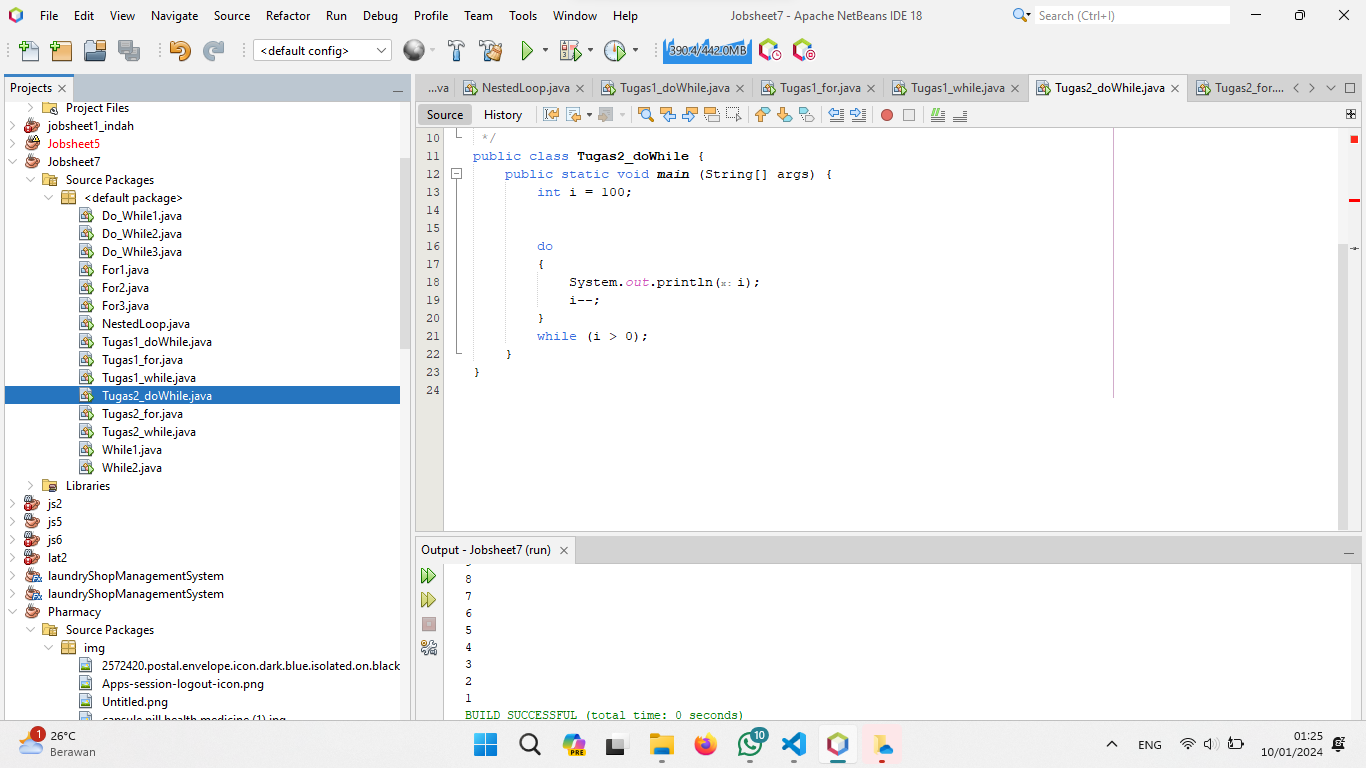 File Edit View Navigate Source Refactor Run Debug Profile Team Tools Window Help
Jobsheet7 - Apache NetBeans IDE 18
Search (Ctrl+I)
<default config>
390.4/442.0MB
Projects
Project Files
jobsheet1_indah
Jobsheet5
Jobsheet7
Source Packages
<default package>
Do_While1.java
Do_While2.java
Do_While3.java
For1.java
For2.java
For3.java
NestedLoop.java
Tugas1_doWhile.java
Tugas1_for.java
Tugas1_while.java
Tugas2_doWhile.java
Tugas2_for.java
Tugas2_while.java
While1.java
While2.java
Libraries
js2
js5
js6
lat2
laundryShopManagementSystem
laundryShopManagementSystem
Pharmacy
Source Packages
img
2572420.postal.envelope.icon.dark.blue.isolated.on.black
Apps-session-logout-icon.png
Untitled.png
capsule pill health medicine (1).jpg
...va NestedLoop.java Tugas1_doWhile.java Tugas1_for.java Tugas1_while.java Tugas2_doWhile.java Tugas2_for....
Source History
10 */
11 public class Tugas2_doWhile {
12 public static void main (String[] args) {
13 int i = 100;
14
15
16 do
17 {
18 System.out.println(x: i);
19 i--;
20 }
21 while (i > 0);
22 }
23 }
24
Output - Jobsheet7 (run)
8
7
6
5
4
3
2
1
BUILD SUCCESSFUL (total time: 0 seconds)
1
26°C
Berawan
PRE
10
ENG
01:25
10/01/2024